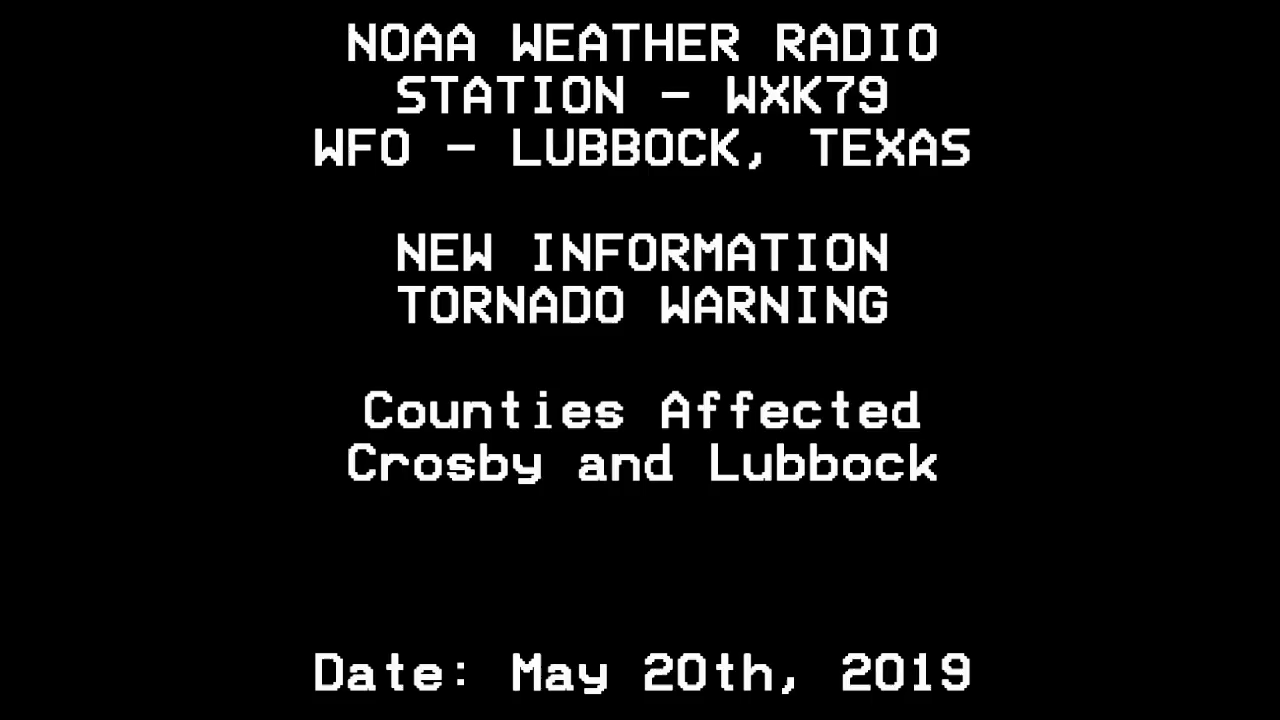 NOAA WEATHER RADIO
STATION - WXK79
WFO - LUBBOCK, TEXAS
NEW INFORMATION
TORNADO WARNING
Counties Affected
Crosby and Lubbock
Date: May 20th, 2019